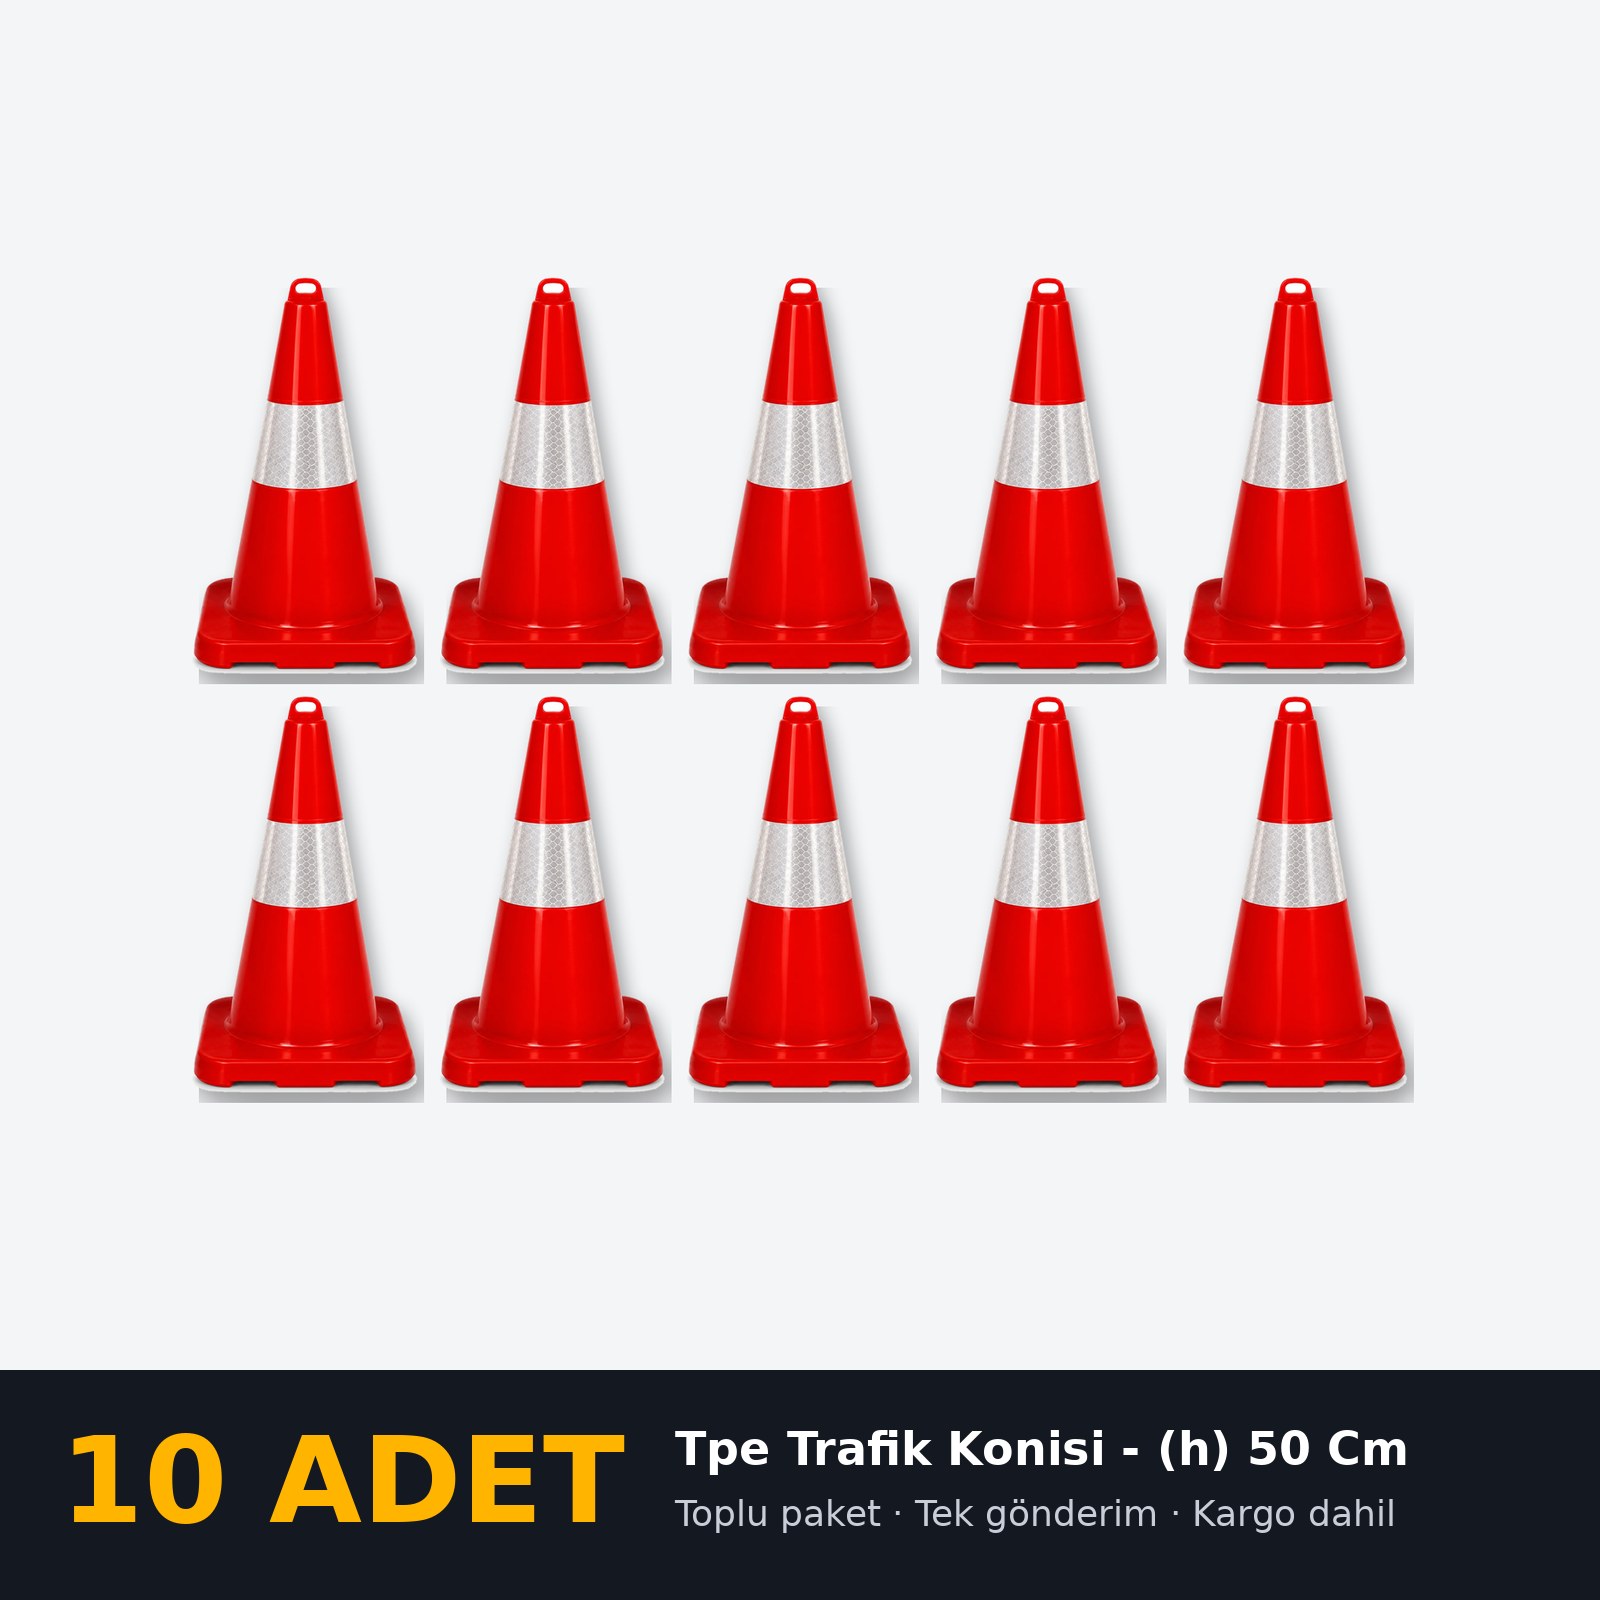 10 ADET
Tpe Trafik Konisi - (h) 50 Cm
Toplu paket · Tek gönderim · Kargo dahil